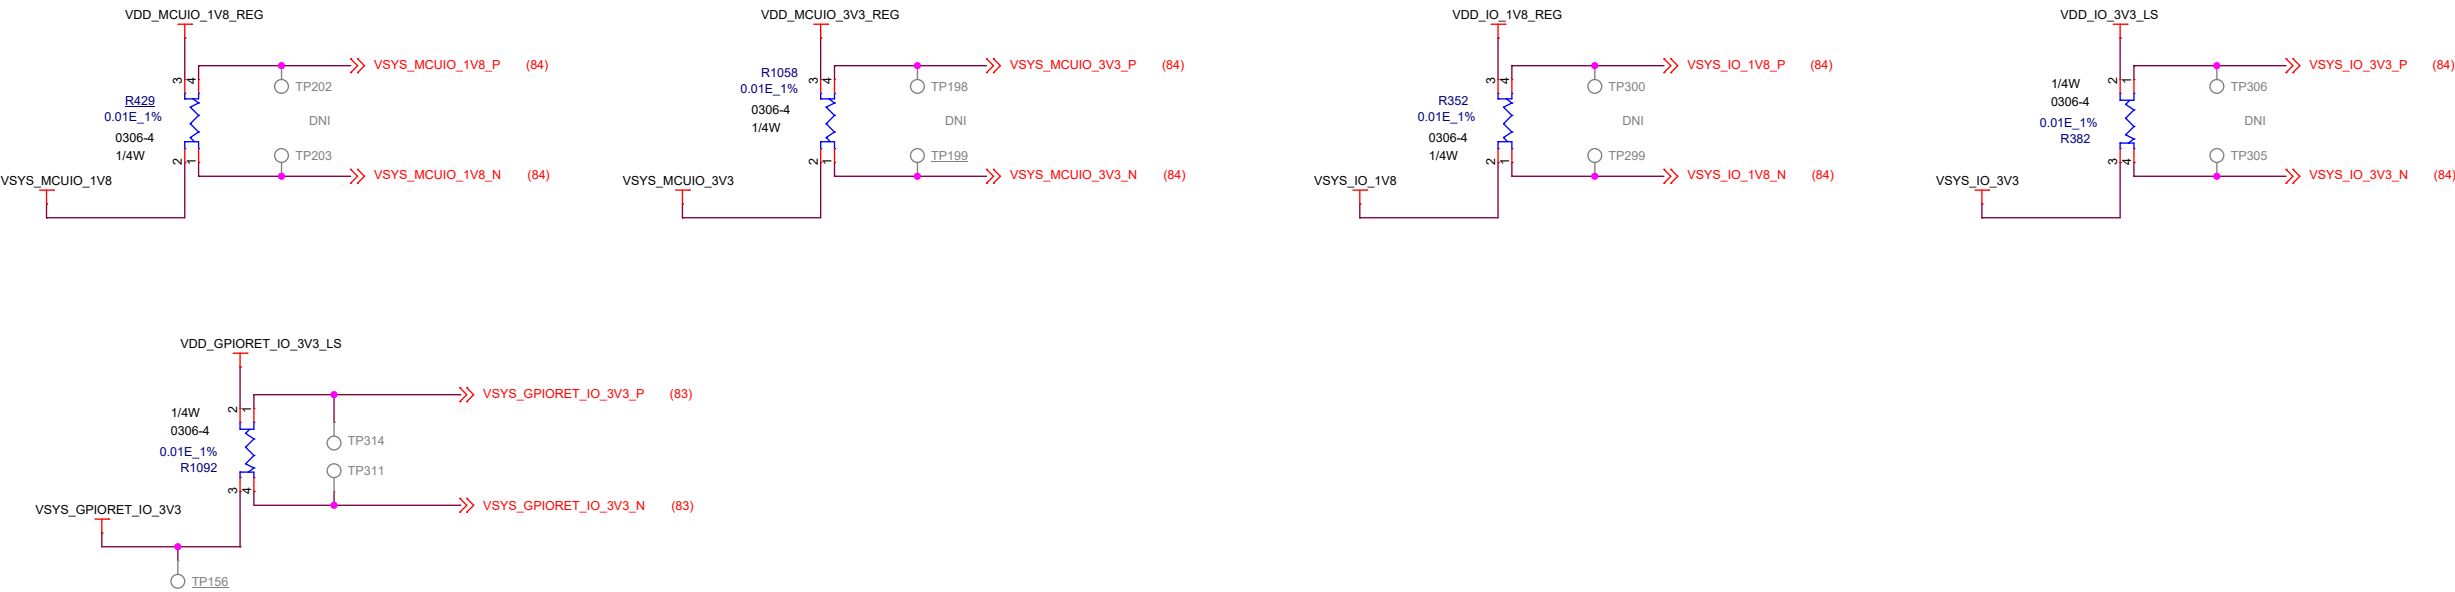 VDD_MCUIO_1V8_REG
3
4
VSYS_MCUIO_1V8_P (84)
TP202
R429
0.01E_1%
0306-4
1/4W
DNI
TP203
2
1
VSYS_MCUIO_1V8_N (84)
VSYS_MCUIO_1V8
VDD_MCUIO_3V3_REG
3
4
VSYS_MCUIO_3V3_P (84)
R1058
0.01E_1%
0306-4
1/4W
TP198
DNI
TP199
2
1
VSYS_MCUIO_3V3_N (84)
VSYS_MCUIO_3V3
VDD_IO_1V8_REG
3
4
VSYS_IO_1V8_P (84)
TP300
R352
0.01E_1%
0306-4
1/4W
DNI
TP299
2
1
VSYS_IO_1V8_N (84)
VSYS_IO_1V8
VDD_IO_3V3_LS
2
1
VSYS_IO_3V3_P (84)
1/4W
0306-4
0.01E_1%
R382
TP306
DNI
TP305
3
4
VSYS_IO_3V3_N (84)
VSYS_IO_3V3
VDD_GPIORET_IO_3V3_LS
2
1
VSYS_GPIORET_IO_3V3_P (83)
1/4W
0306-4
0.01E_1%
R1092
TP314
TP311
3
4
VSYS_GPIORET_IO_3V3_N (83)
VSYS_GPIORET_IO_3V3
TP156